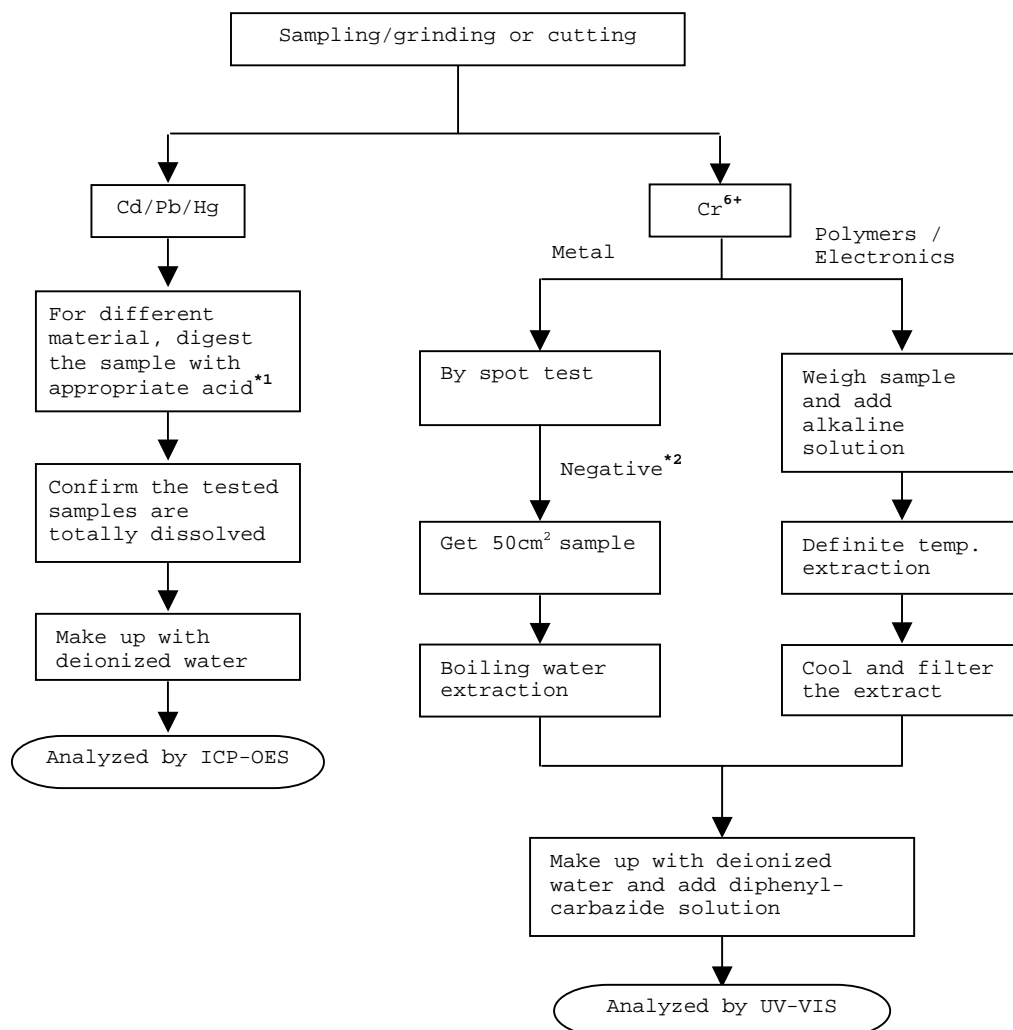 Sampling/grinding or cutting
Cd/Pb/Hg
Cr⁶⁺
Metal
Polymers /
Electronics
For different
material, digest
the sample with
appropriate acid*¹
By spot test
Weigh sample
and add
alkaline
solution
Negative*²
Confirm the tested
samples are
totally dissolved
Get 50cm² sample
Definite temp.
extraction
Make up with
deionized water
Boiling water
extraction
Cool and filter
the extract
Analyzed by ICP-OES
Make up with deionized
water and add diphenyl-
carbazide solution
Analyzed by UV-VIS